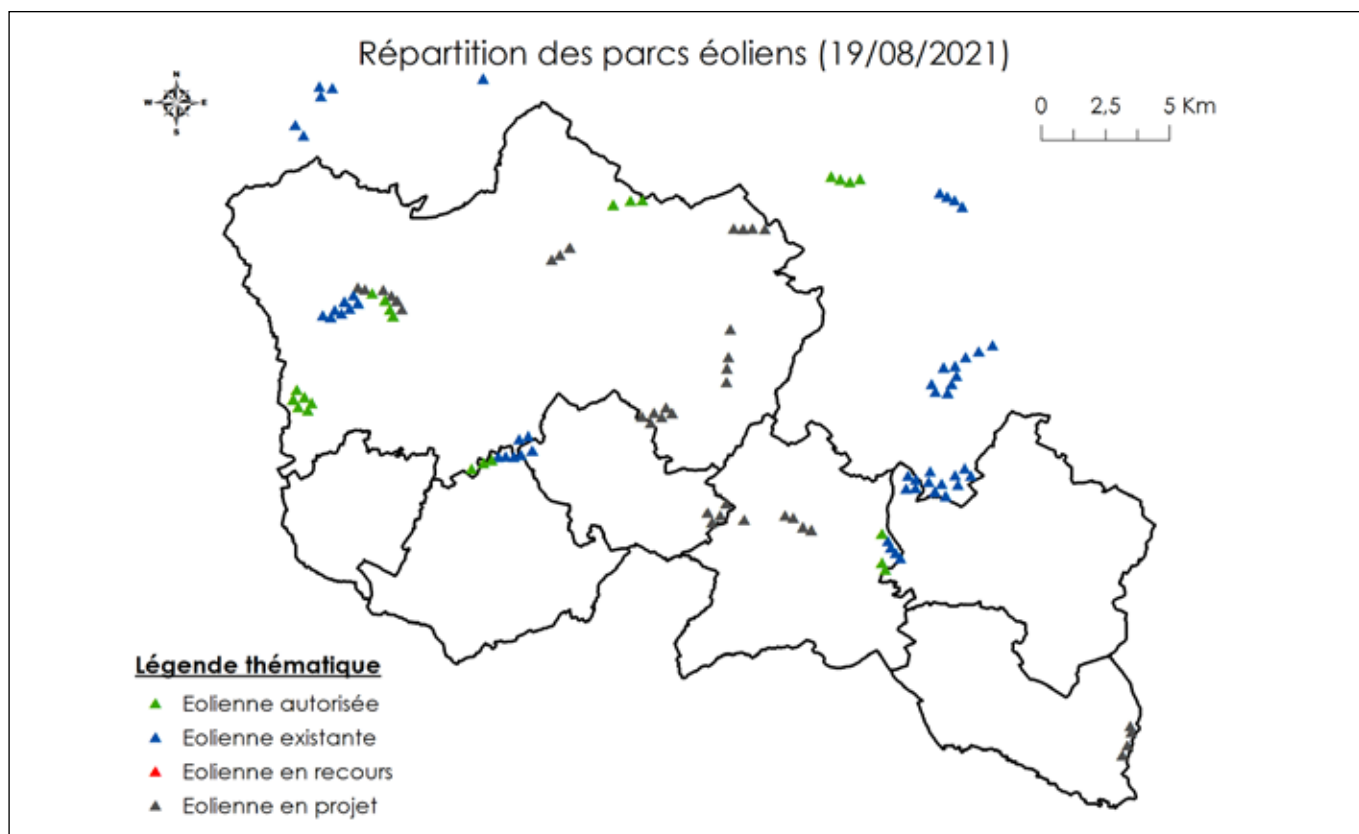 Répartition des parcs éoliens (19/08/2021)
N
W E
S
0 2,5 5 Km
Légende thématique
Eolienne autorisée
Eolienne existante
Eolienne en recours
Eolienne en projet